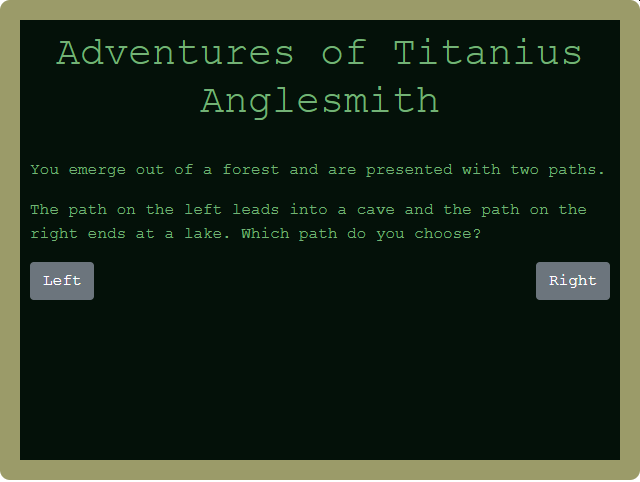 Adventures of Titanius
Anglesmith
You emerge out of a forest and are presented with two paths.
The path on the left leads into a cave and the path on the
right ends at a lake. Which path do you choose?
Left
Right